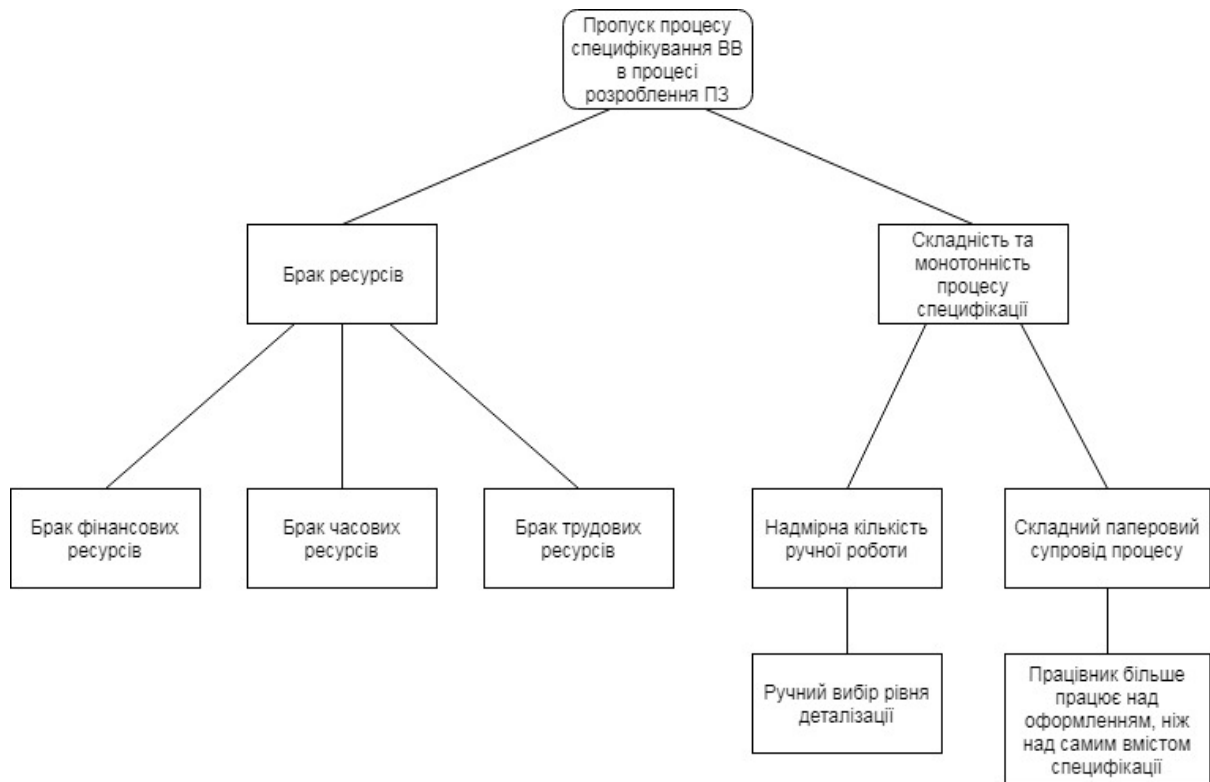 Пропуск процесу
специфікування ВВ
в процесі
розроблення ПЗ
Брак ресурсів
Складність та
монотонність
процесу
специфікації
Брак фінансових
ресурсів
Брак часових
ресурсів
Брак трудових
ресурсів
Надмірна кількість
ручної роботи
Складний паперовий
супровід процесу
Ручний вибір рівня
деталізації
Працівник більше
працює над
оформленням, ніж
над самим вмістом
специфікації